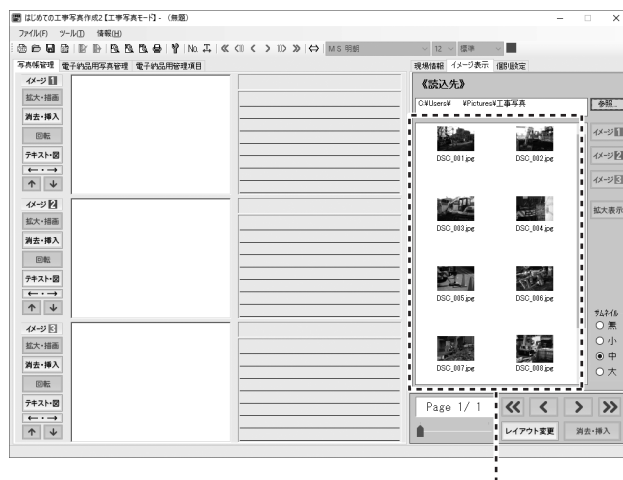 はじめての工事写真作成2【工事写真モード】 - （無題）
ファイル(F) ツール(T) 情報(H)
No. MS 明朝 12 標準
写真帳管理 電子納品用写真管理 電子納品用管理項目 現場情報 イメージ表示 個別設定
《読込先》
C:¥Users¥ ¥Pictures¥工事写真 参照...
イメージ 1
拡大・描画
消去・挿入
回転
テキスト・図
←・→
↑ ↓
イメージ 2
拡大・描画
消去・挿入
回転
テキスト・図
←・→
↑ ↓
イメージ 3
拡大・描画
消去・挿入
回転
テキスト・図
←・→
↑ ↓
DSC_001.jpg DSC_002.jpg
DSC_003.jpg DSC_004.jpg
DSC_005.jpg DSC_006.jpg
DSC_007.jpg DSC_008.jpg
イメージ1
イメージ2
イメージ3
拡大表示
サムネイル
無
小
中
大
Page 1/ 1
レイアウト変更 消去・挿入